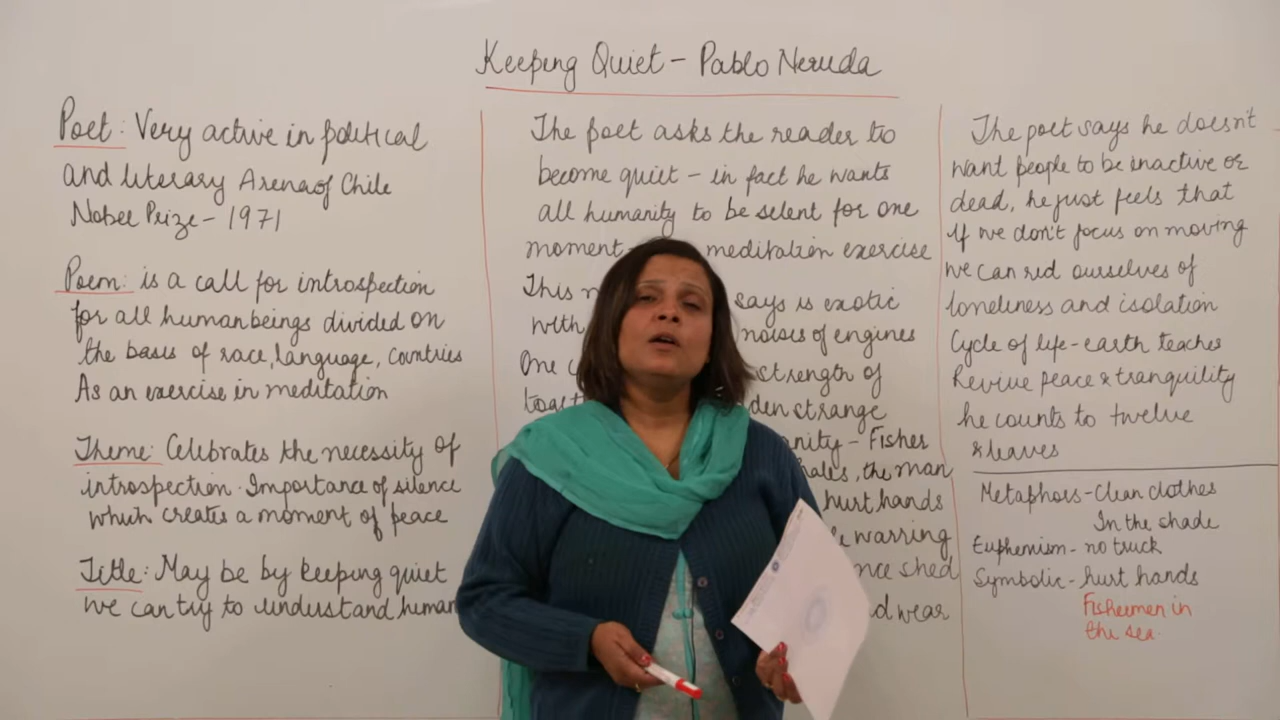 Keeping Quiet - Pablo Neruda
Poet: Very active in political
and literary Arena of Chile
Nobel Prize - 1971
Poem: is a call for introspection
for all human beings divided on
the basis of race, language, countries
As an exercise in meditation
Theme: Celebrates the necessity of
introspection. Importance of silence
which creates a moment of peace
Title: May be by keeping quiet
we can try to understand human
The poet asks the reader to
become quiet - in fact he wants
all humanity to be selent for one
moment - meditation exercise
This says is exotic
with noises of engines
One strength of
strange
Fisher
the man
hurt hands
warring
shed
wear
The poet says he doesn't
want people to be inactive or
dead, he just feels that
if we don't focus on moving
we can rid ourselves of
loneliness and isolation
Cycle of life - earth teaches
Revive peace & tranquility
he counts to twelve
& leaves
Metaphors - clean clothes
In the shade
Euphemism - no truck
Symbolic - hurt hands
Fishermen in
the sea.